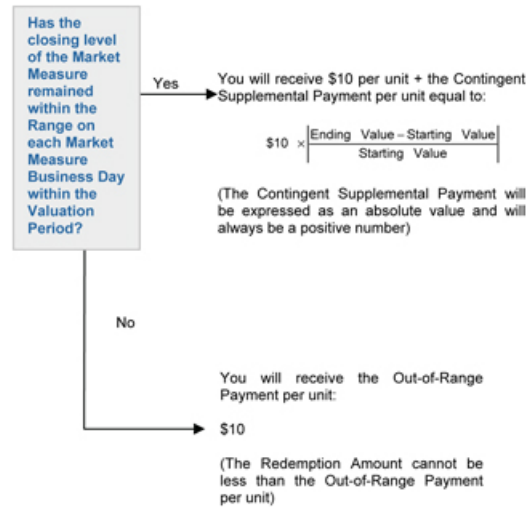 Has the
closing level
of the Market
Measure
remained
within the
Range on
each Market
Measure
Business Day
within the
Valuation
Period?
Yes
You will receive $10 per unit + the Contingent
Supplemental Payment per unit equal to:
$10 × |Ending Value – Starting Value|
Starting Value
(The Contingent Supplemental Payment will
be expressed as an absolute value and will
always be a positive number)
No
You will receive the Out-of-Range
Payment per unit:
$10
(The Redemption Amount cannot be
less than the Out-of-Range Payment
per unit)